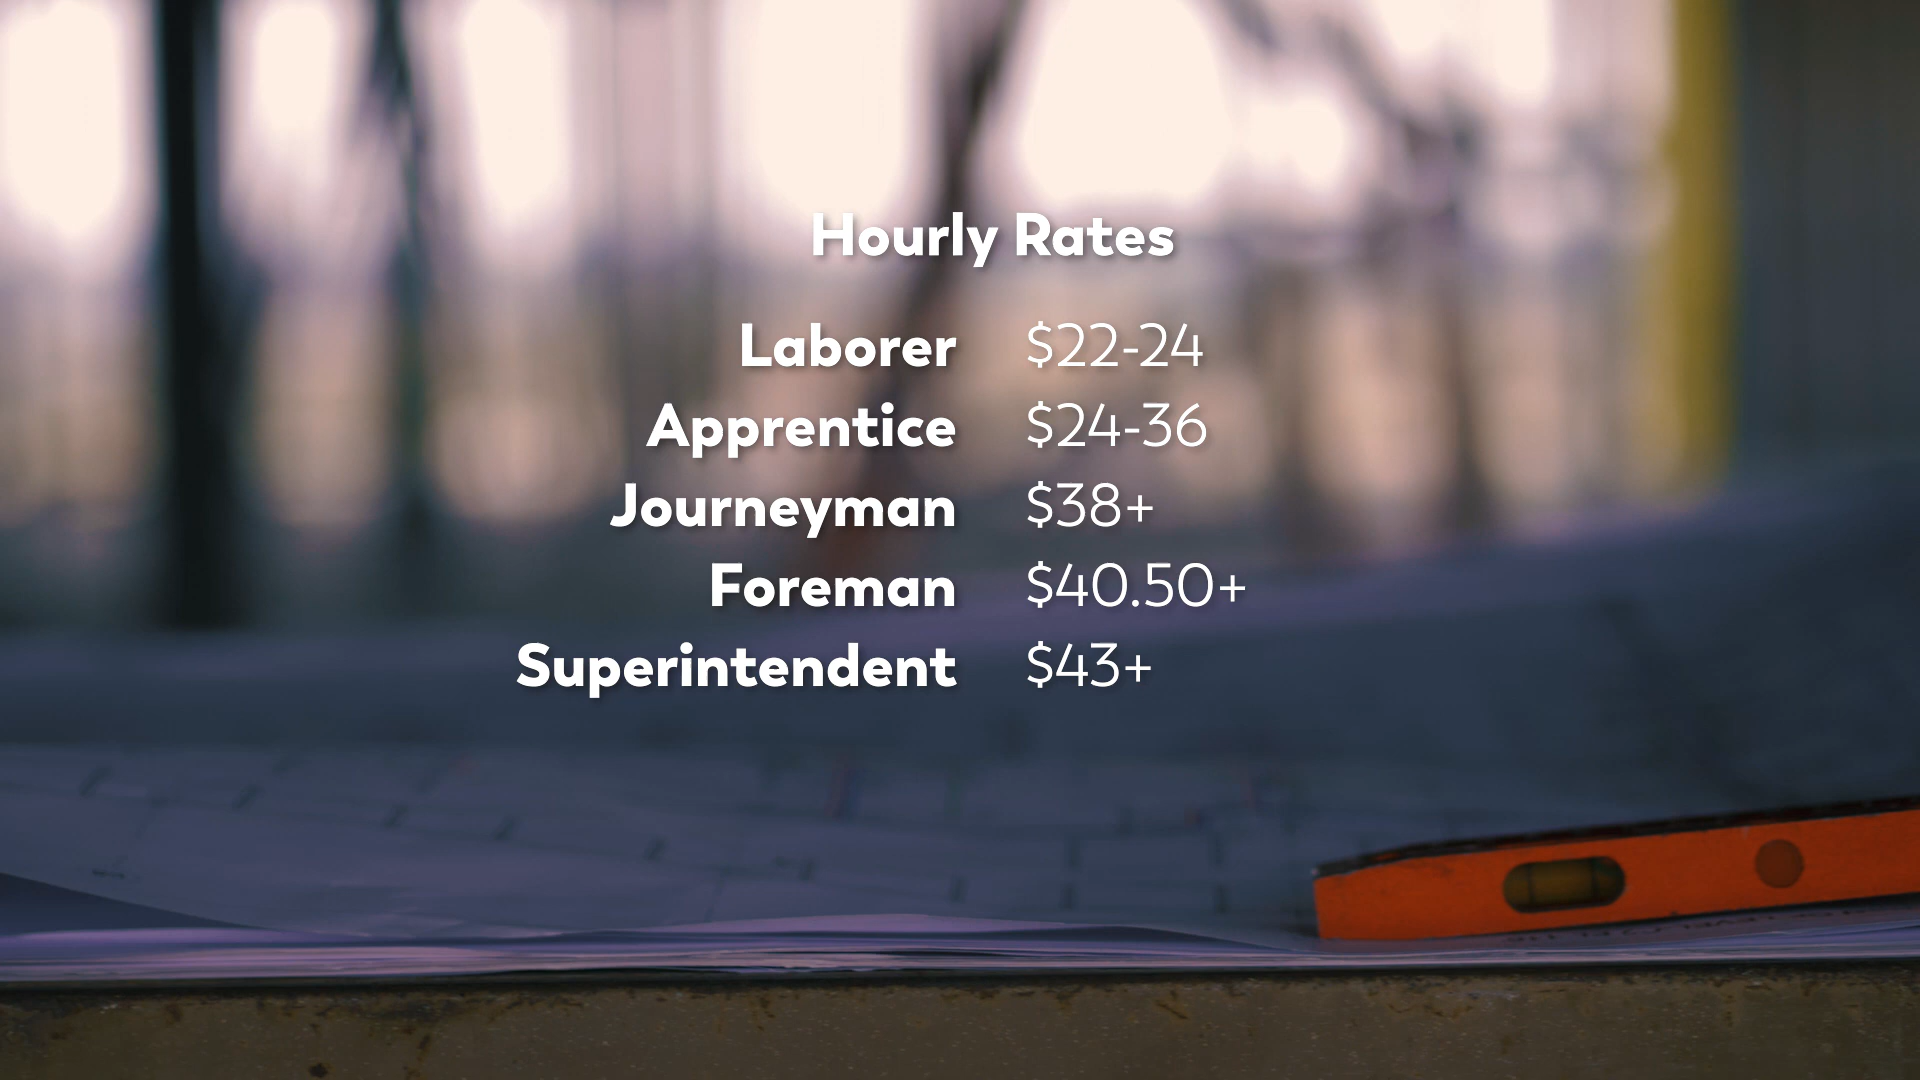 Hourly Rates
Laborer $22-24
Apprentice $24-36
Journeyman $38+
Foreman $40.50+
Superintendent $43+